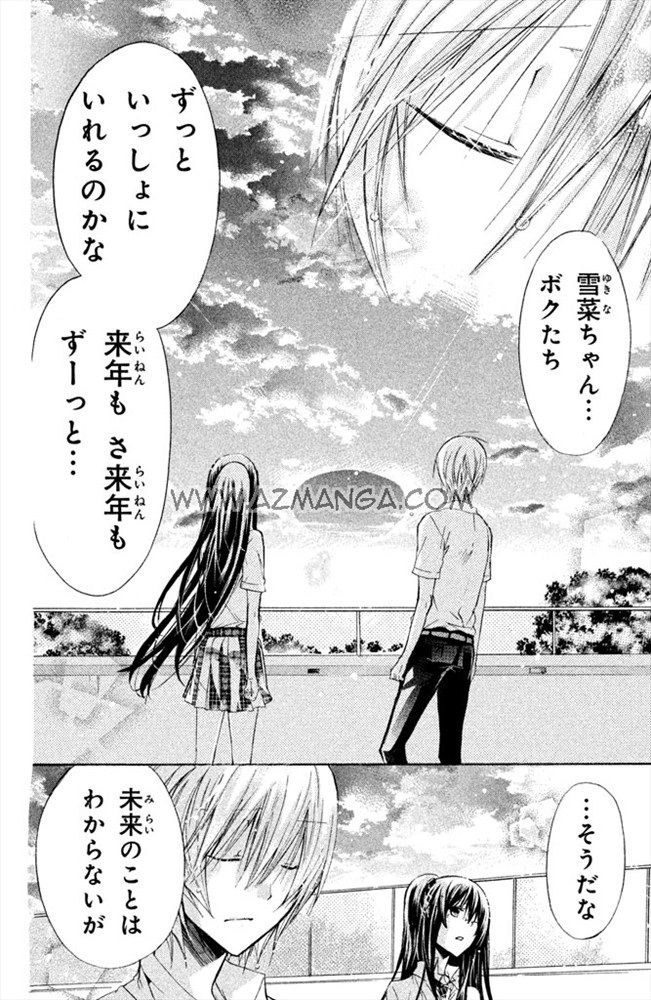 雪菜ちゃん…
ボクたち
ずっと
いっしょに
いれるのかな
来年も さ来年も
ずーっと…
WWW.AZMANGA.COM
…そうだな
未来のことは
わからないが